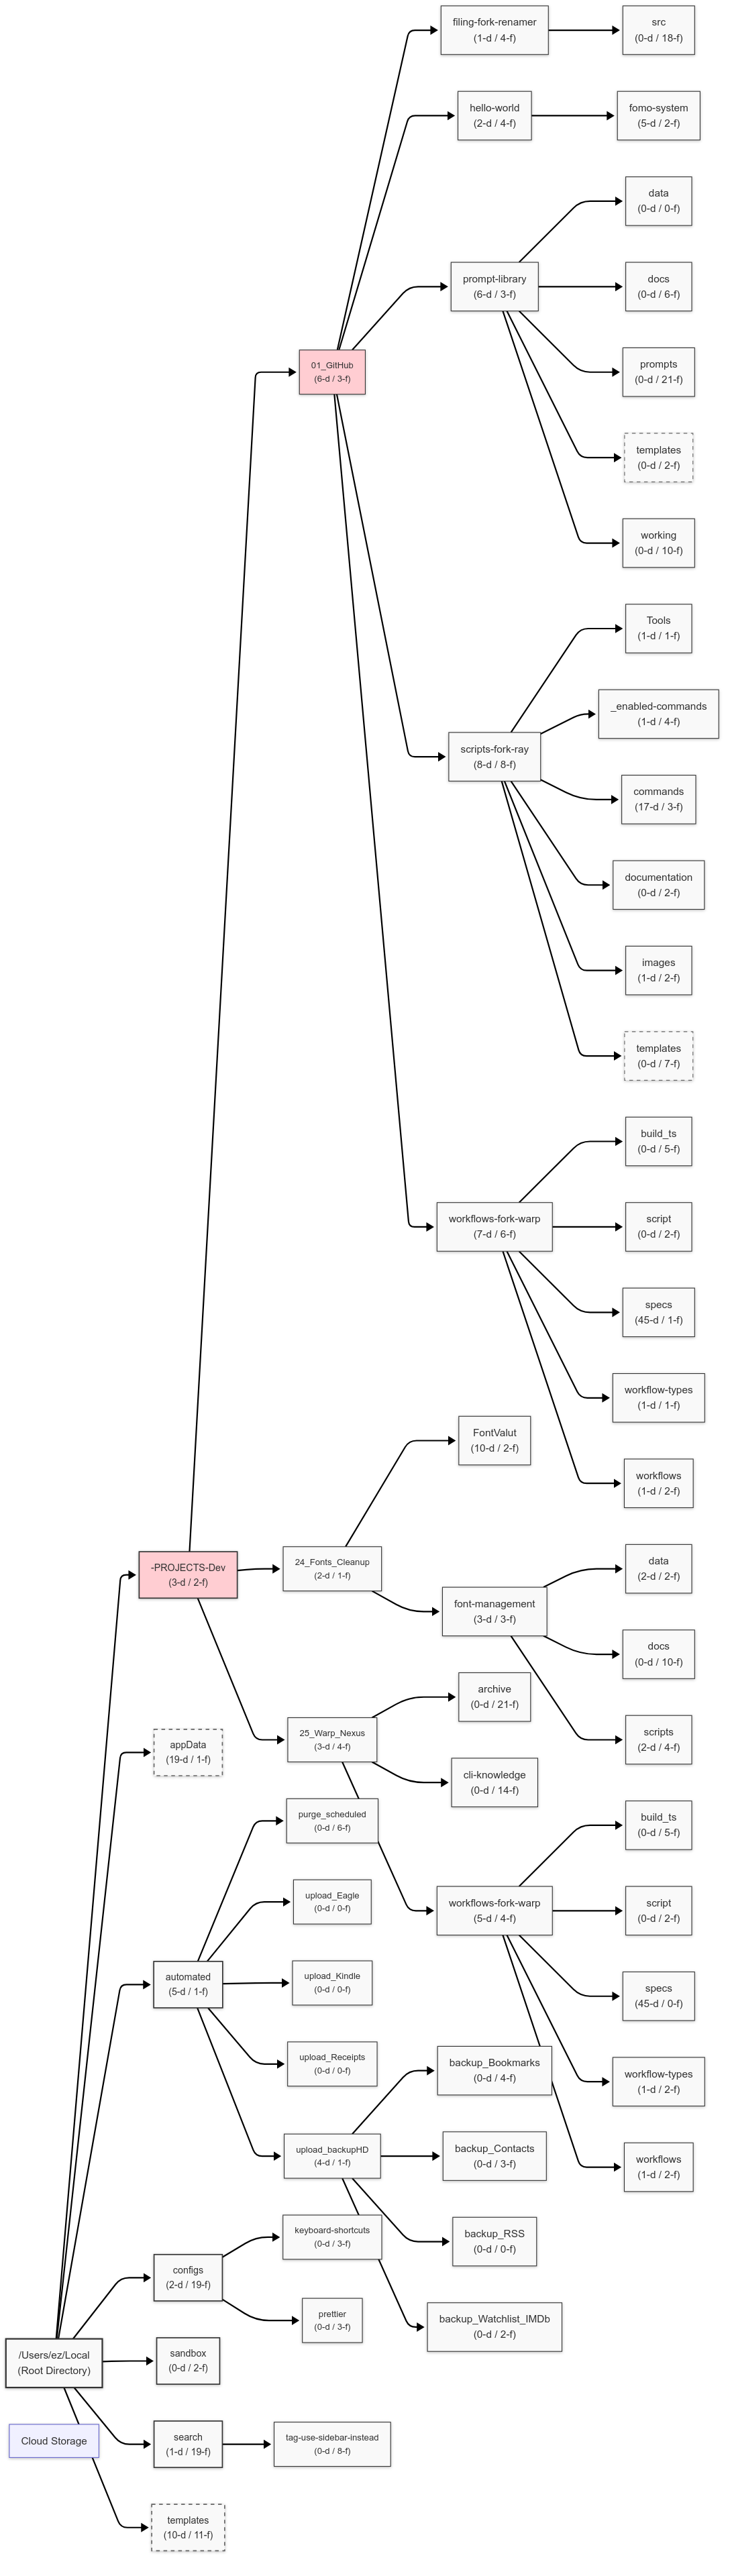 filing-fork-renamer
(1-d / 4-f)
src
(0-d / 18-f)
hello-world
(2-d / 4-f)
fomo-system
(5-d / 2-f)
data
(0-d / 0-f)
prompt-library
(6-d / 3-f)
docs
(0-d / 6-f)
01_GitHub
(6-d / 3-f)
prompts
(0-d / 21-f)
templates
(0-d / 2-f)
working
(0-d / 10-f)
Tools
(1-d / 1-f)
_enabled-commands
(1-d / 4-f)
scripts-fork-ray
(8-d / 8-f)
commands
(17-d / 3-f)
documentation
(0-d / 2-f)
images
(1-d / 2-f)
templates
(0-d / 7-f)
build_ts
(0-d / 5-f)
workflows-fork-warp
(7-d / 6-f)
script
(0-d / 2-f)
specs
(45-d / 1-f)
workflow-types
(1-d / 1-f)
FontValut
(10-d / 2-f)
workflows
(1-d / 2-f)
-PROJECTS-Dev
(3-d / 2-f)
24_Fonts_Cleanup
(2-d / 1-f)
data
(2-d / 2-f)
font-management
(3-d / 3-f)
docs
(0-d / 10-f)
archive
(0-d / 21-f)
25_Warp_Nexus
(3-d / 4-f)
scripts
(2-d / 4-f)
appData
(19-d / 1-f)
cli-knowledge
(0-d / 14-f)
purge_scheduled
(0-d / 6-f)
build_ts
(0-d / 5-f)
upload_Eagle
(0-d / 0-f)
workflows-fork-warp
(5-d / 4-f)
script
(0-d / 2-f)
automated
(5-d / 1-f)
upload_Kindle
(0-d / 0-f)
specs
(45-d / 0-f)
upload_Receipts
(0-d / 0-f)
backup_Bookmarks
(0-d / 4-f)
workflow-types
(1-d / 2-f)
upload_backupHD
(4-d / 1-f)
backup_Contacts
(0-d / 3-f)
workflows
(1-d / 2-f)
keyboard-shortcuts
(0-d / 3-f)
backup_RSS
(0-d / 0-f)
configs
(2-d / 19-f)
prettier
(0-d / 3-f)
backup_Watchlist_IMDb
(0-d / 2-f)
/Users/ez/Local
(Root Directory)
sandbox
(0-d / 2-f)
Cloud Storage
search
(1-d / 19-f)
tag-use-sidebar-instead
(0-d / 8-f)
templates
(10-d / 11-f)